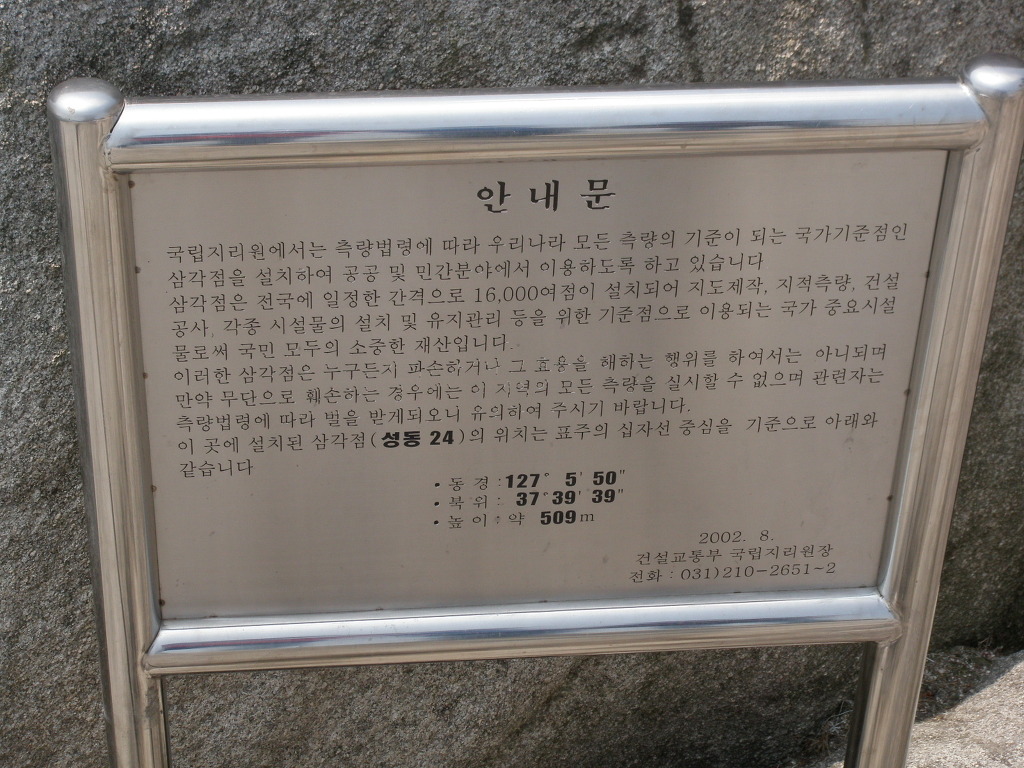 안내문
국립지리원에서는 측량법령에 따라 우리나라 모든 측량의 기준이 되는 국가기준점인
삼각점을 설치하여 공공 및 민간분야에서 이용하도록 하고 있습니다
삼각점은 전국에 일정한 간격으로 16,000여점이 설치되어 지도제작, 지적측량, 건설
공사, 각종 시설물의 설치 및 유지관리 등을 위한 기준점으로 이용되는 국가 중요시설
물로써 국민 모두의 소중한 재산입니다.
이러한 삼각점은 누구든지 파손하거나 그 효용을 해하는 행위를 하여서는 아니되며
만약 무단으로 훼손하는 경우에는 이 지역의 모든 측량을 실시할 수 없으며 관련자는
측량법령에 따라 벌을 받게되오니 유의하여 주시기 바랍니다.
이 곳에 설치된 삼각점(성동 24)의 위치는 표주의 십자선 중심을 기준으로 아래와
같습니다
• 동 경 : 127° 5′ 50″
• 북 위 : 37° 39′ 39″
• 높 이 : 약 509m
2002. 8.
건설교통부 국립지리원장
전화 : 031)210-2651~2